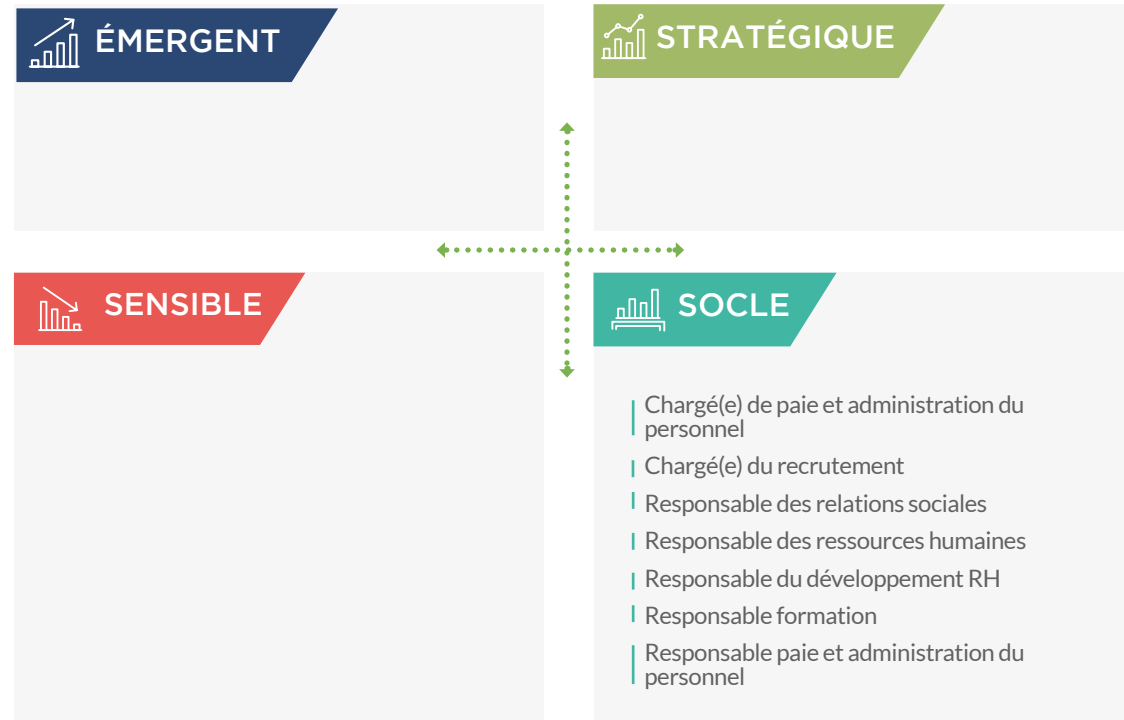 ÉMERGENT
STRATÉGIQUE
SENSIBLE
SOCLE
Chargé(e) de paie et administration du
personnel
Chargé(e) du recrutement
Responsable des relations sociales
Responsable des ressources humaines
Responsable du développement RH
Responsable formation
Responsable paie et administration du
personnel